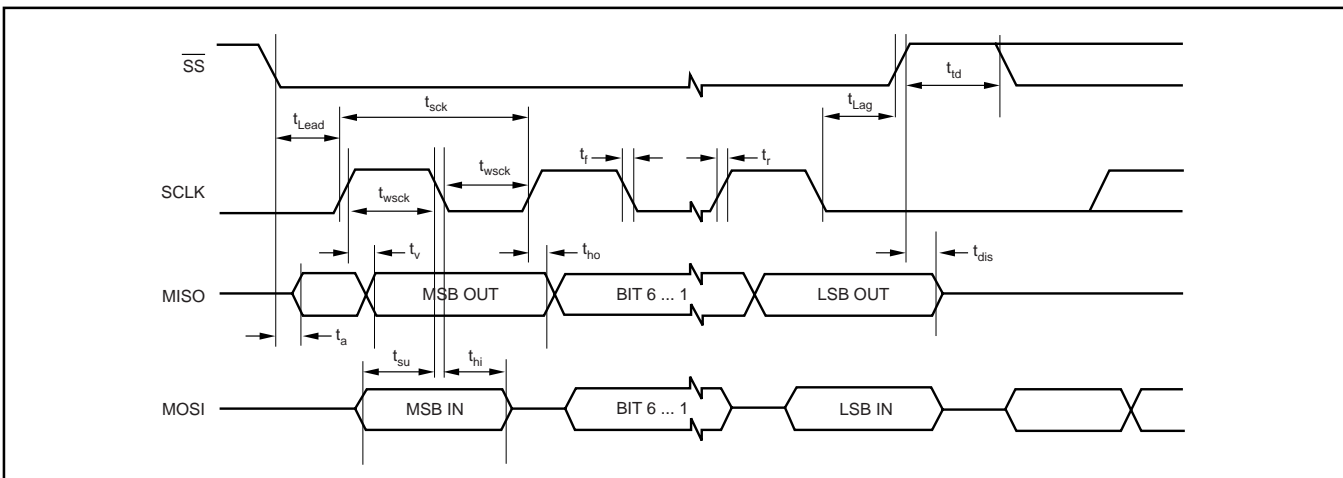 SS
t_td
t_Lead
t_sck
t_Lag
SCLK
t_wsck
t_wsck
t_f
t_r
t_v
t_ho
t_dis
MISO
MSB OUT
BIT 6 ... 1
LSB OUT
t_a
t_su
t_hi
MOSI
MSB IN
BIT 6 ... 1
LSB IN